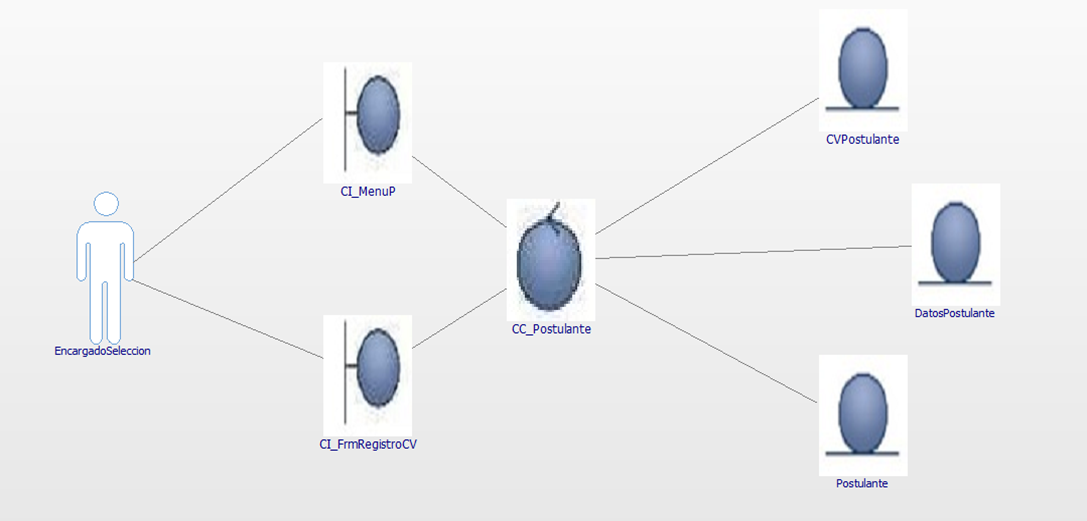 CVPostulante
CI_MenuP
DatosPostulante
CC_Postulante
EncargadoSeleccion
CI_FrmRegistroCV
Postulante